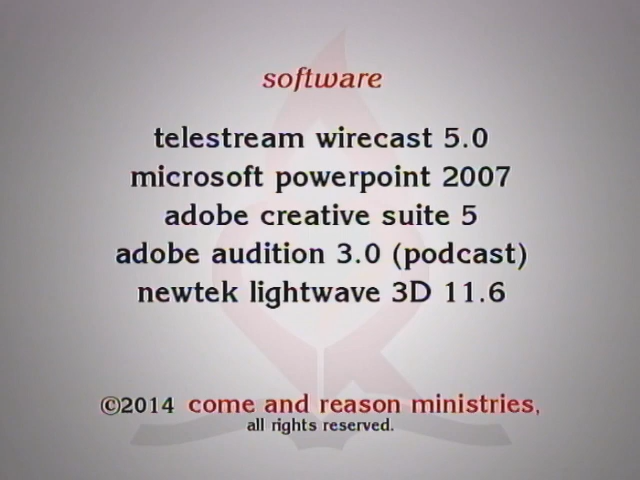 software
telestream wirecast 5.0
microsoft powerpoint 2007
adobe creative suite 5
adobe audition 3.0 (podcast)
newtek lightwave 3D 11.6
©2014 come and reason ministries,
all rights reserved.